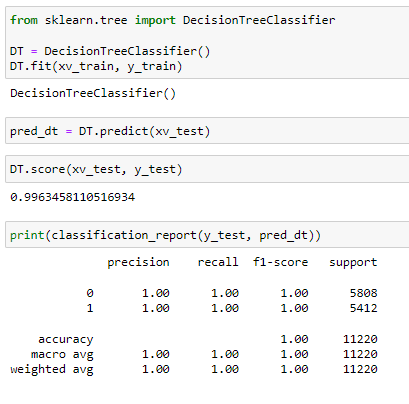 from sklearn.tree import DecisionTreeClassifier
DT = DecisionTreeClassifier()
DT.fit(xv_train, y_train)
DecisionTreeClassifier()
pred_dt = DT.predict(xv_test)
DT.score(xv_test, y_test)
0.9963458110516934
print(classification_report(y_test, pred_dt))
precision recall f1-score support
0 1.00 1.00 1.00 5808
1 1.00 1.00 1.00 5412
accuracy 1.00 11220
macro avg 1.00 1.00 1.00 11220
weighted avg 1.00 1.00 1.00 11220